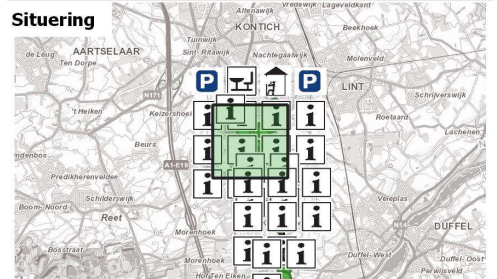 Situering
Altenawijk
Vredewijk
Lageveldkant
KONTICH
Beekhoek
Tuinwijk
AARTSELAAR
de Leug
Sint- Ritawijk
Nachtegaalwijk
Ten Dorpe
Molenveld
P
P
LINT
N171
Schrijverswijk
't Heiken
Keizershoek
i i i i
Roetaard
Lachenen
Beurs
i i i i
A1-E19
Predikherenvelden
i i i i
Schilderswijk
Veleplas
Boom- Noord
Reet
i i i
DUFFEL
Bosstraat
Morenhoek
i i i
Duffel-West
Duffel- Oost
Hof Ten Eiken
Perwijsveld